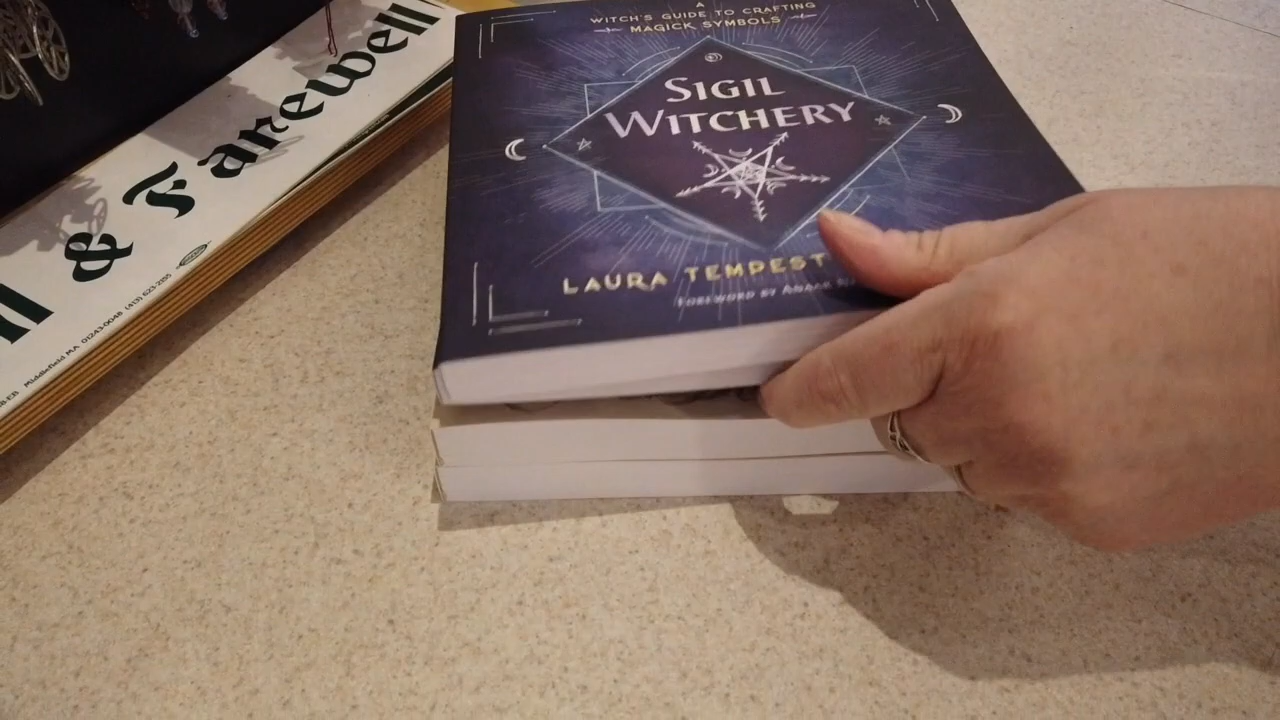 A
WITCH'S GUIDE TO CRAFTING
MAGICK SYMBOLS
SIGIL
WITCHERY
LAURA TEMPEST
FOREWORD BY
& Farewell
Middlefield MA 01243-0048 (413) 623-2155